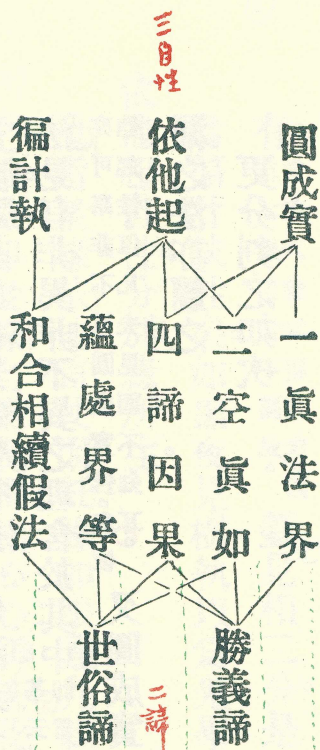 三自性
圓成實
依他起
徧計執
一眞法界
二空眞如
四諦因果
蘊處界等
和合相續假法
勝義諦
二諦
世俗諦